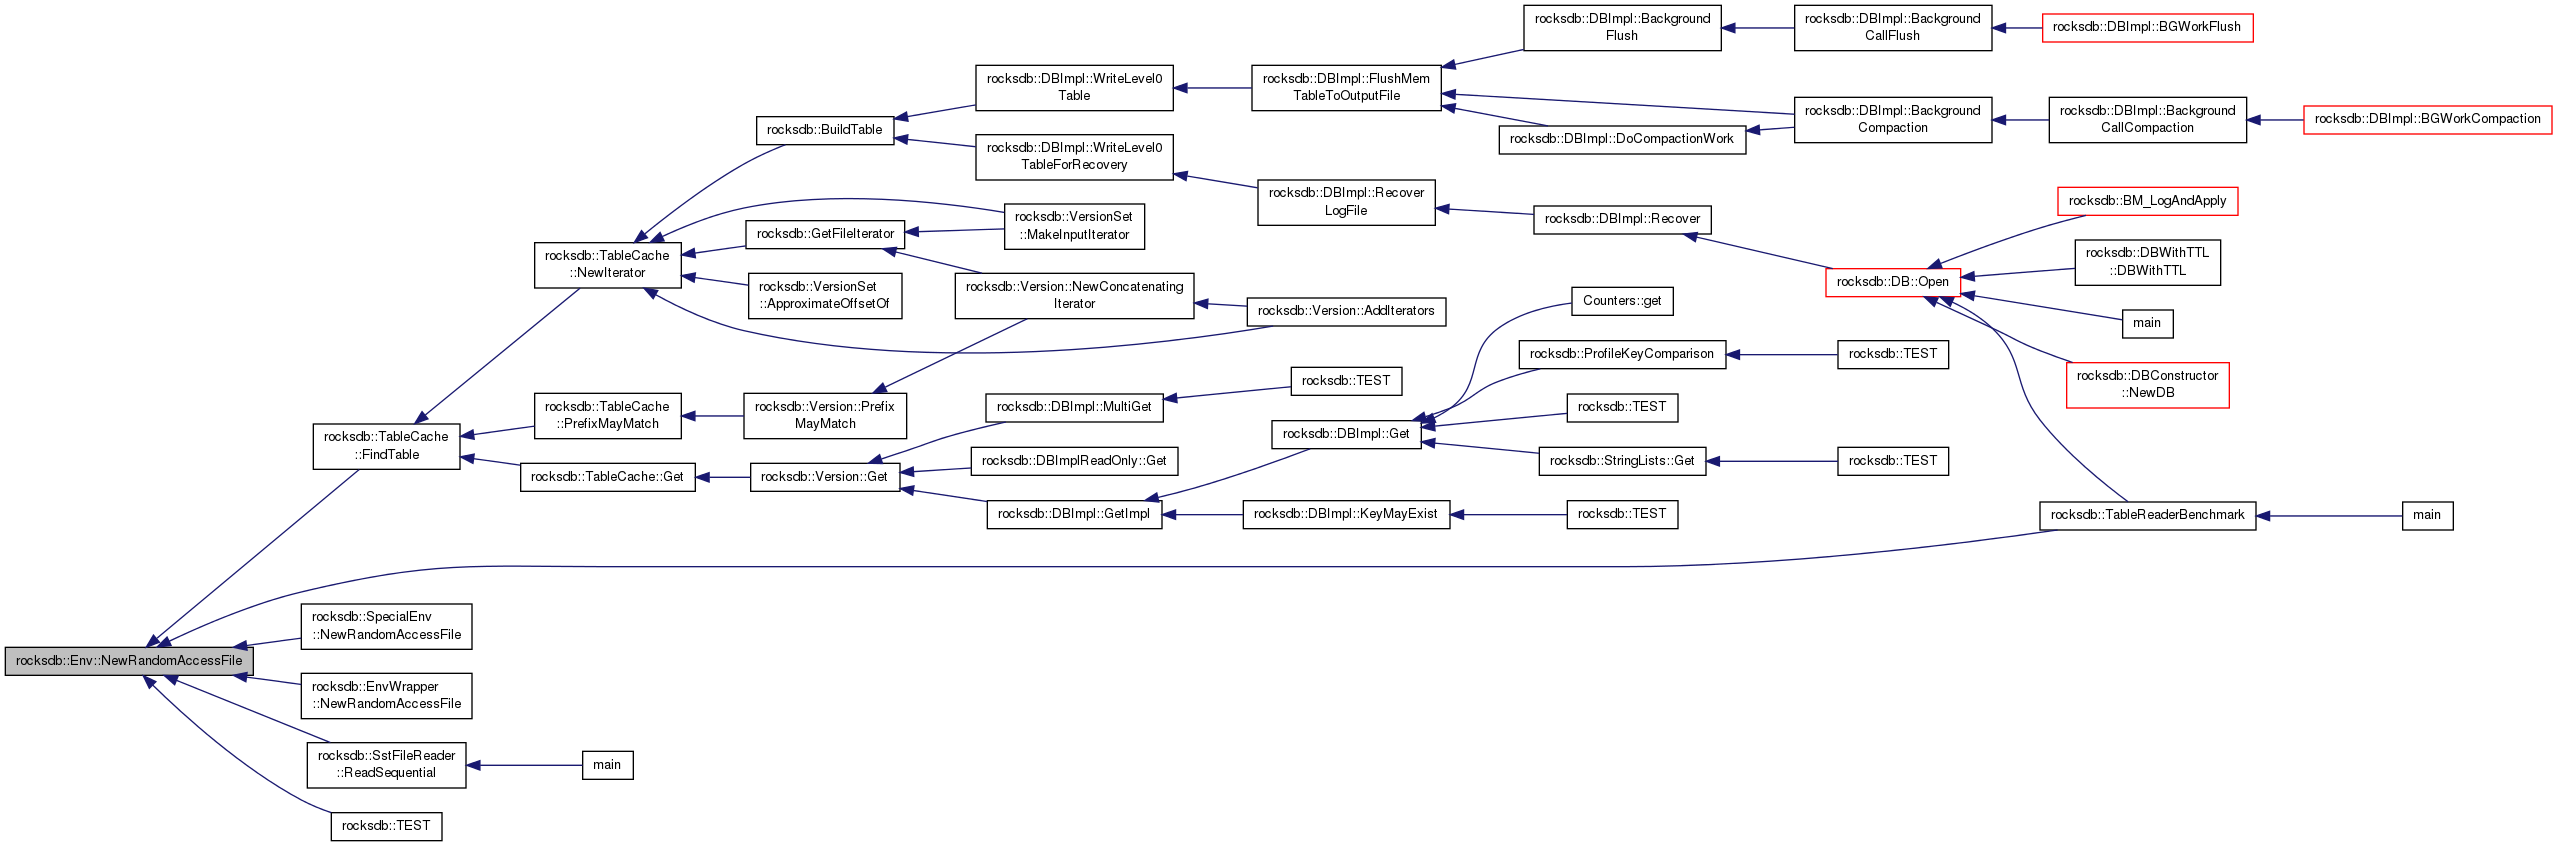 rocksdb::DBImpl::Background
Flush
rocksdb::DBImpl::Background
CallFlush
rocksdb::DBImpl::BGWorkFlush
rocksdb::DBImpl::WriteLevel0
Table
rocksdb::DBImpl::FlushMem
TableToOutputFile
rocksdb::DBImpl::Background
Compaction
rocksdb::DBImpl::Background
CallCompaction
rocksdb::DBImpl::BGWorkCompaction
rocksdb::BuildTable
rocksdb::DBImpl::DoCompactionWork
rocksdb::DBImpl::WriteLevel0
TableForRecovery
rocksdb::DBImpl::Recover
LogFile
rocksdb::DBImpl::Recover
rocksdb::BM_LogAndApply
rocksdb::VersionSet
::MakeInputIterator
rocksdb::GetFileIterator
rocksdb::DBWithTTL
::DBWithTTL
rocksdb::TableCache
::NewIterator
rocksdb::VersionSet
::ApproximateOffsetOf
rocksdb::Version::NewConcatenating
Iterator
rocksdb::DB::Open
rocksdb::Version::AddIterators
Counters::get
main
rocksdb::ProfileKeyComparison
rocksdb::TEST
rocksdb::DBConstructor
::NewDB
rocksdb::TEST
rocksdb::TableCache
::PrefixMayMatch
rocksdb::Version::Prefix
MayMatch
rocksdb::DBImpl::MultiGet
rocksdb::TEST
rocksdb::DBImpl::Get
rocksdb::TableCache
::FindTable
rocksdb::DBImplReadOnly::Get
rocksdb::StringLists::Get
rocksdb::TEST
rocksdb::TableCache::Get
rocksdb::Version::Get
rocksdb::DBImpl::GetImpl
rocksdb::DBImpl::KeyMayExist
rocksdb::TEST
rocksdb::TableReaderBenchmark
main
rocksdb::SpecialEnv
::NewRandomAccessFile
rocksdb::Env::NewRandomAccessFile
rocksdb::EnvWrapper
::NewRandomAccessFile
rocksdb::SstFileReader
::ReadSequential
main
rocksdb::TEST